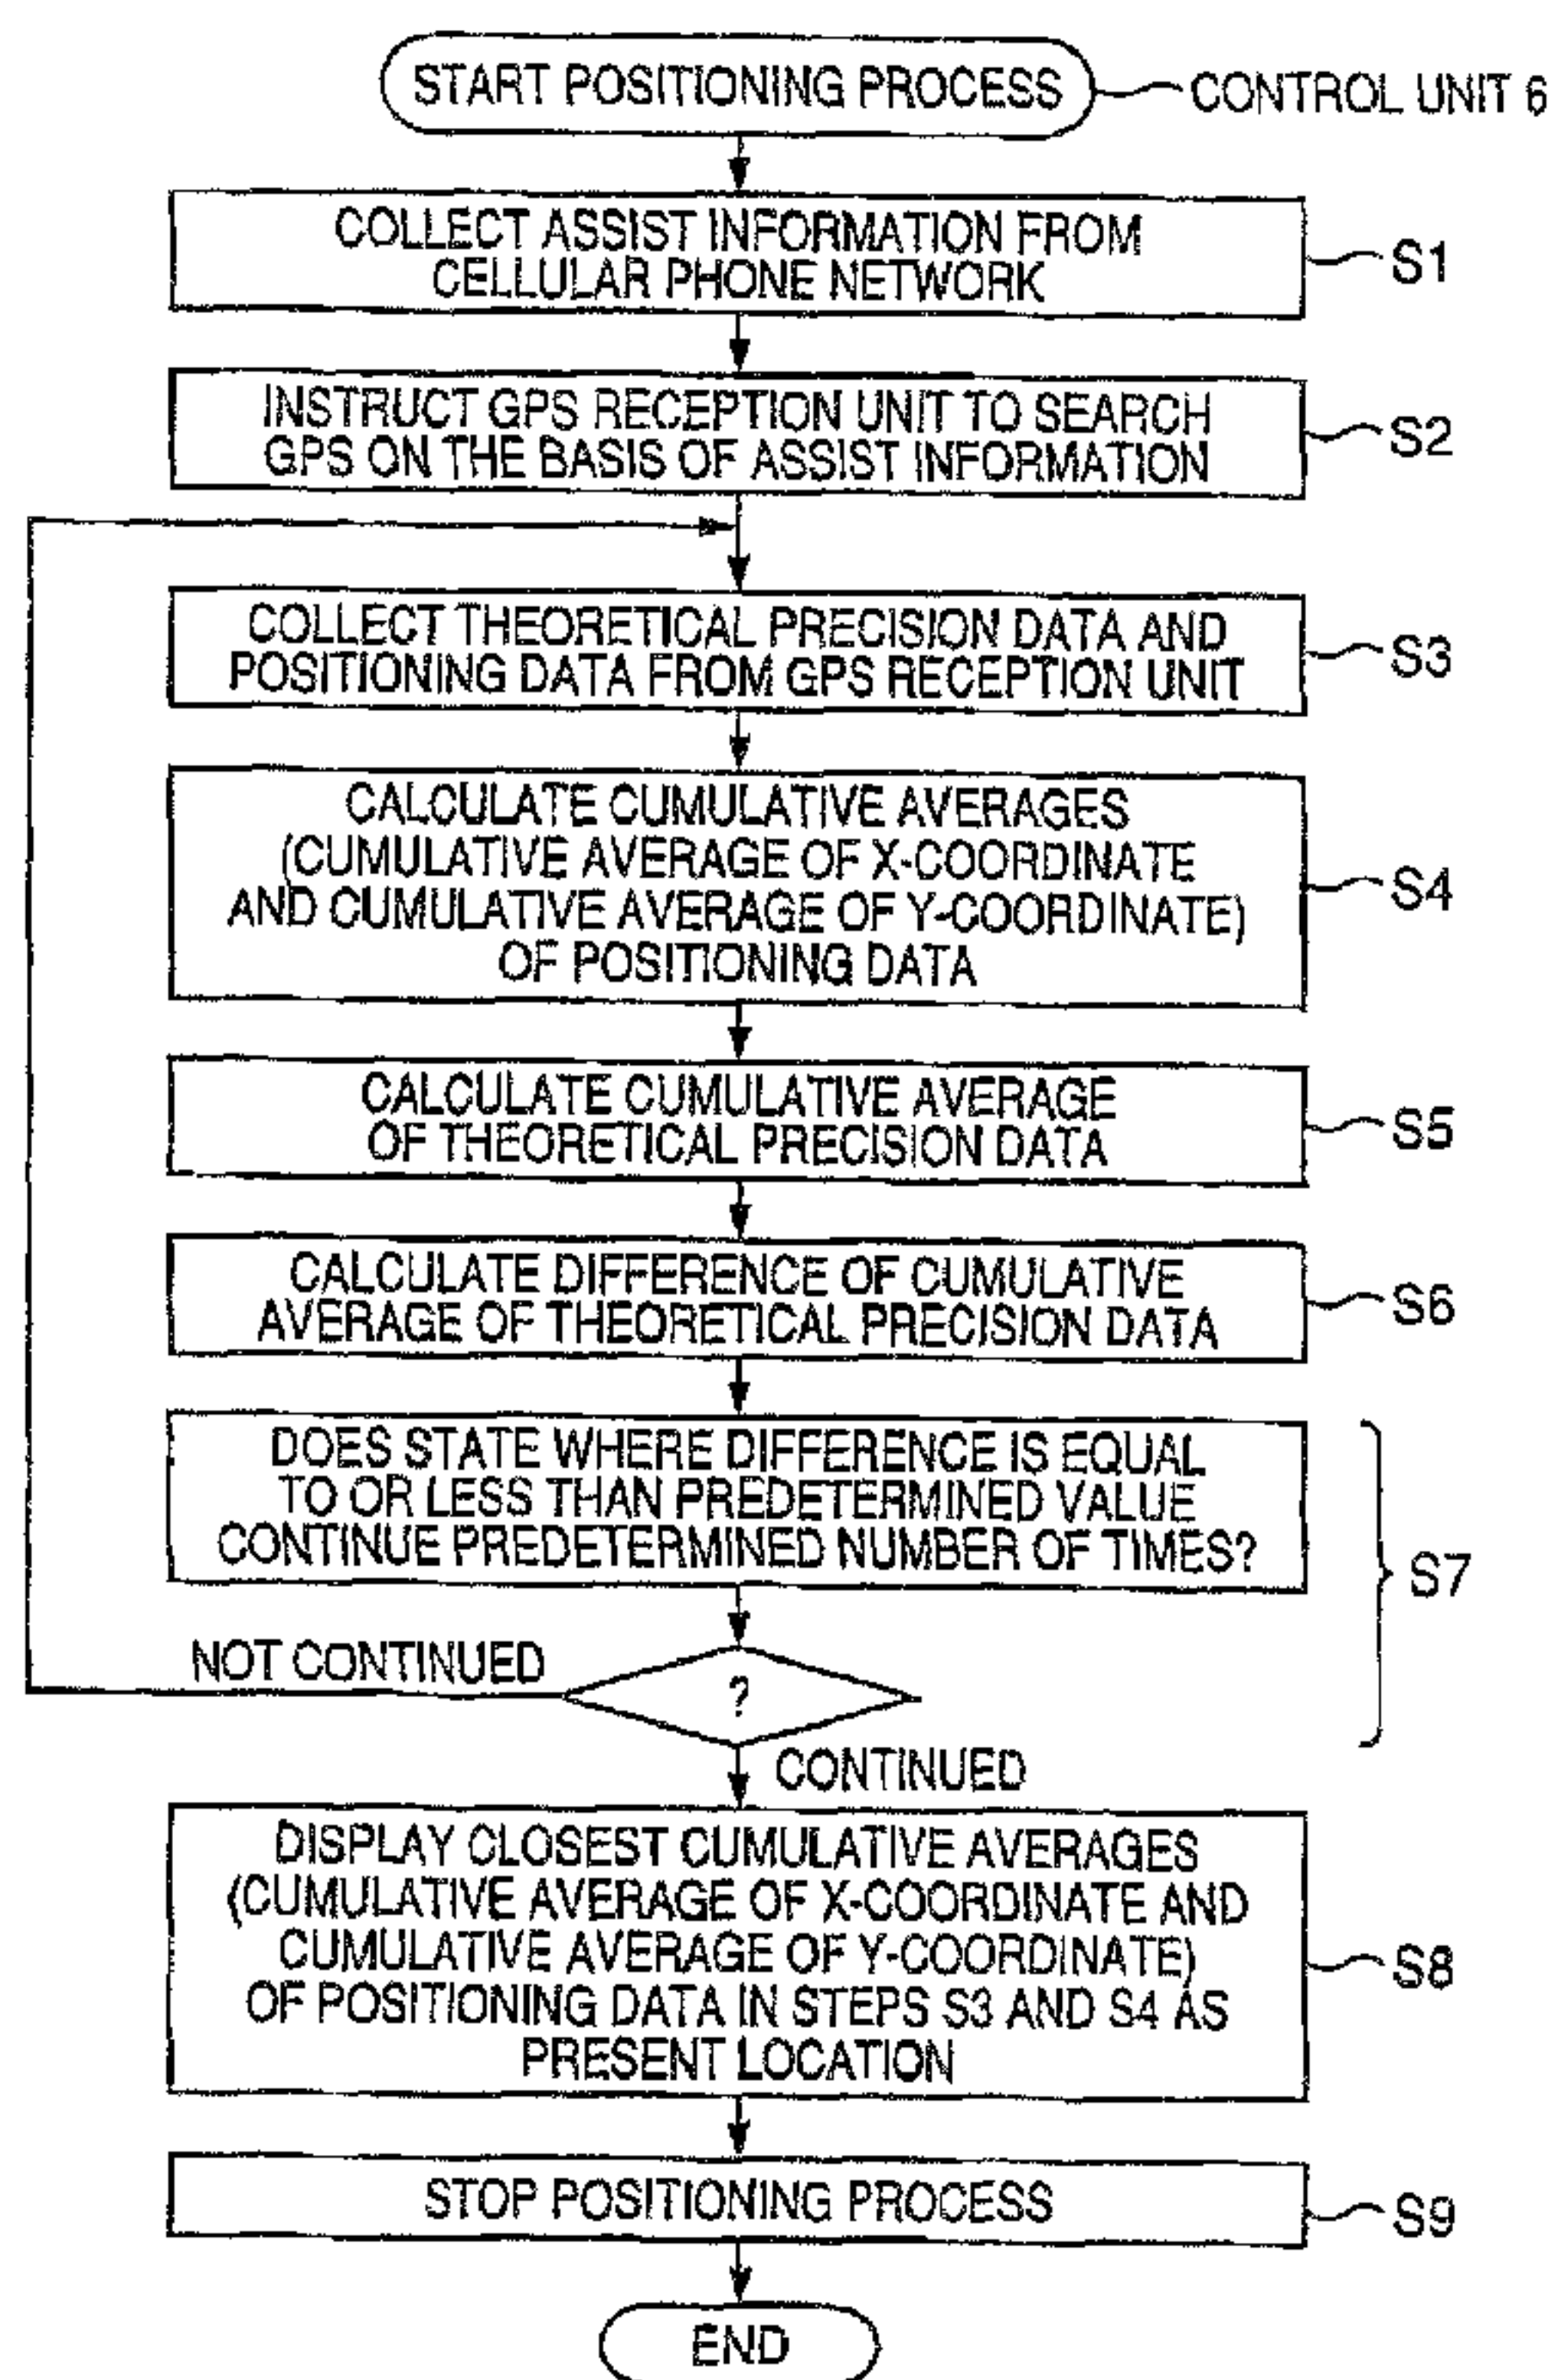 START POSITIONING PROCESS
CONTROL UNIT 6
COLLECT ASSIST INFORMATION FROM
CELLULAR PHONE NETWORK
S1
INSTRUCT GPS RECEPTION UNIT TO SEARCH
GPS ON THE BASIS OF ASSIST INFORMATION
S2
COLLECT THEORETICAL PRECISION DATA AND
POSITIONING DATA FROM GPS RECEPTION UNIT
S3
CALCULATE CUMULATIVE AVERAGES
(CUMULATIVE AVERAGE OF X-COORDINATE
AND CUMULATIVE AVERAGE OF Y-COORDINATE)
OF POSITIONING DATA
S4
CALCULATE CUMULATIVE AVERAGE
OF THEORETICAL PRECISION DATA
S5
CALCULATE DIFFERENCE OF CUMULATIVE
AVERAGE OF THEORETICAL PRECISION DATA
S6
DOES STATE WHERE DIFFERENCE IS EQUAL
TO OR LESS THAN PREDETERMINED VALUE
CONTINUE PREDETERMINED NUMBER OF TIMES?
S7
NOT CONTINUED
?
CONTINUED
DISPLAY CLOSEST CUMULATIVE AVERAGES
(CUMULATIVE AVERAGE OF X-COORDINATE AND
CUMULATIVE AVERAGE OF Y-COORDINATE)
OF POSITIONING DATA IN STEPS S3 AND S4 AS
PRESENT LOCATION
S8
STOP POSITIONING PROCESS
S9
END